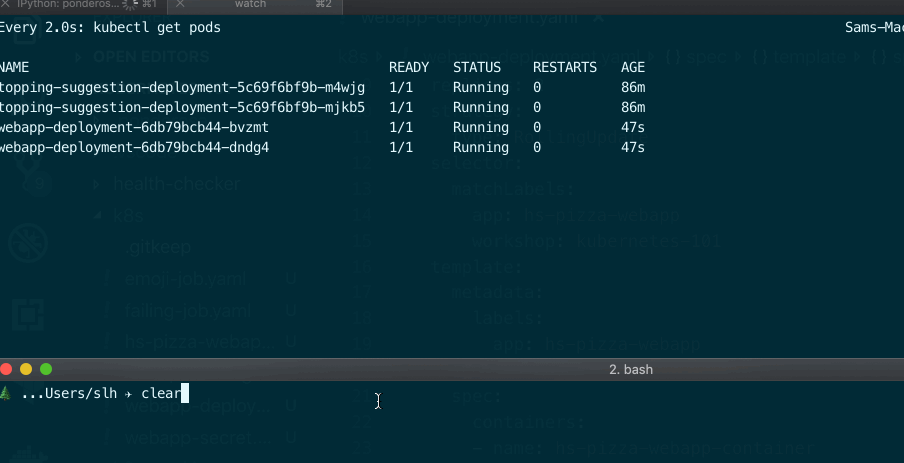 IPython: ponderos... ⌘1
watch ⌘2
Every 2.0s: kubectl get pods Sams-Mac
NAME READY STATUS RESTARTS AGE
topping-suggestion-deployment-5c69f6bf9b-m4wjg 1/1 Running 0 86m
topping-suggestion-deployment-5c69f6bf9b-mjkb5 1/1 Running 0 86m
webapp-deployment-6db79bcb44-bvzmt 1/1 Running 0 47s
webapp-deployment-6db79bcb44-dndg4 1/1 Running 0 47s
webapp-deployment.yaml
OPEN EDITORS
selector:
health-checker
matchLabels:
k8s
app: hs-pizza-webapp
.gitkeep
workshop: kubernetes-101
template:
emoji-job.yaml U
metadata:
failing-job.yaml U
labels:
hs-pizza-webap... U
app: hs-pizza-webapp
2. bash
...Users/slh → clear
spec:
webapp-deploy... U
containers:
webapp-secret... U
- name: hs-pizza-webapp-container